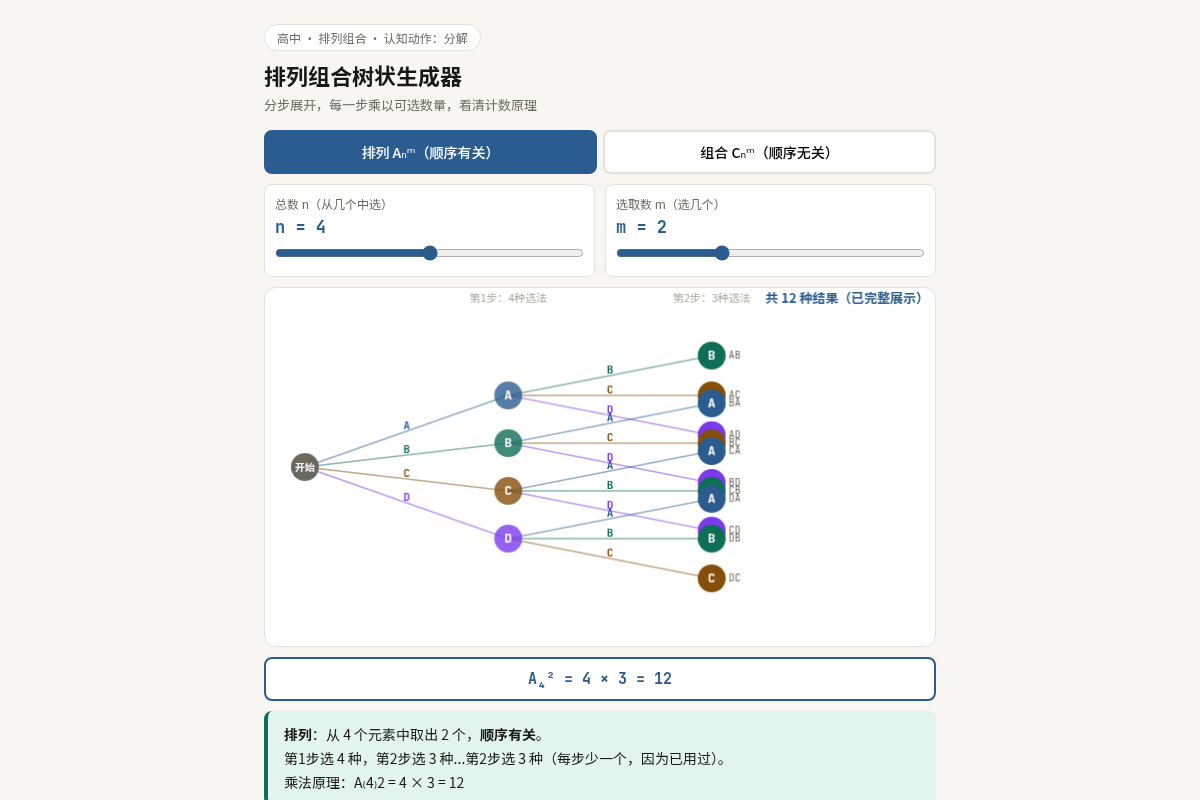 高中 · 排列组合 · 认知动作：分解
排列组合树状生成器
分步展开，每一步乘以可选数量，看清计数原理
排列 Aₙᵐ（顺序有关）
组合 Cₙᵐ（顺序无关）
总数 n（从几个中选）
n = 4
选取数 m（选几个）
m = 2
第1步：4种选法
第2步：3种选法
共 12 种结果（已完整展示）
开始
A
B
C
D
A
B
C
D
B
C
D
A
C
D
A
B
D
A
B
C
B
A
A
A
B
C
AB
AC
BA
AD
BC
CA
BD
CB
DA
CD
DB
DC
A₄² = 4 × 3 = 12
排列：从 4 个元素中取出 2 个，顺序有关。
第1步选 4 种，第2步选 3 种...第2步选 3 种（每步少一个，因为已用过）。
乘法原理：A₍4₎2 = 4 × 3 = 12